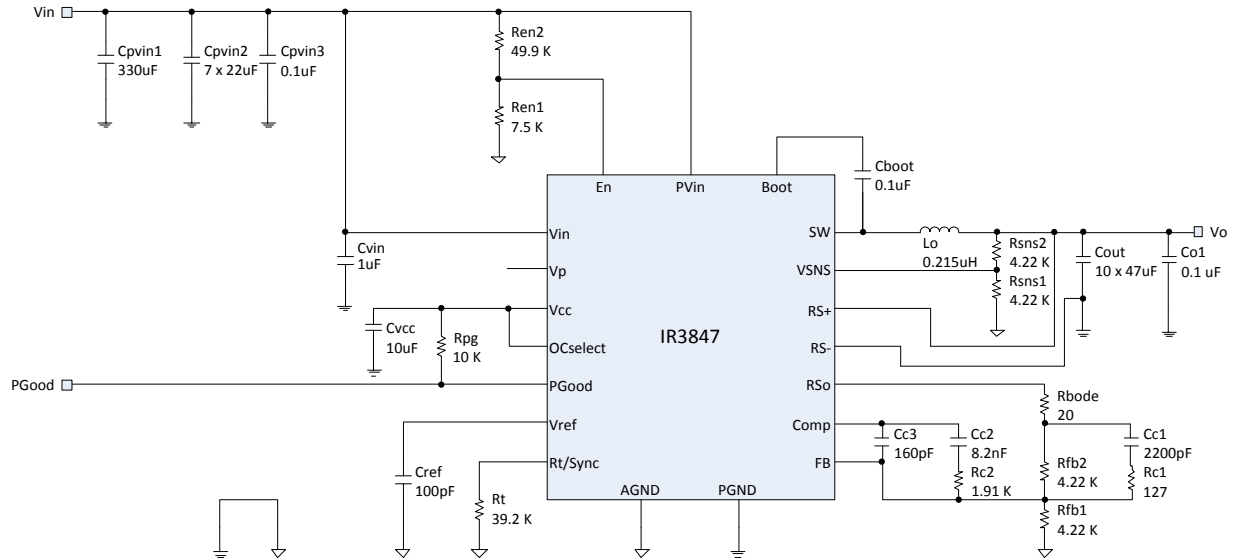 Vin
Cpvin1
330uF
Cpvin2
7 x 22uF
Cpvin3
0.1uF
Ren2
49.9 K
Ren1
7.5 K
Cboot
0.1uF
En
PVin
Boot
Vin
Cvin
1uF
Vp
Vcc
Cvcc
10uF
Rpg
10 K
OCselect
PGood
PGood
Vref
Cref
100pF
Rt/Sync
Rt
39.2 K
IR3847
AGND
PGND
SW
VSNS
RS+
RS-
RSo
Comp
FB
Lo
0.215uH
Rsns2
4.22 K
Rsns1
4.22 K
Cout
10 x 47uF
Vo
Co1
0.1 uF
Rbode
20
Cc3
160pF
Cc2
8.2nF
Rc2
1.91 K
Rfb2
4.22 K
Cc1
2200pF
Rc1
127
Rfb1
4.22 K